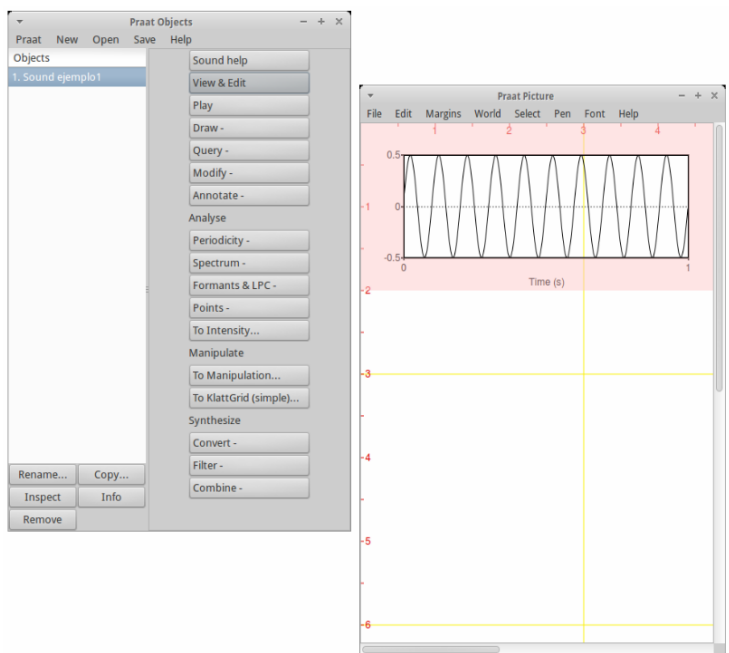 Praat Objects
Praat New Open Save Help
Objects
1. Sound ejemplo1
Sound help
View & Edit
Play
Draw -
Query -
Modify -
Annotate -
Analyse
Periodicity -
Spectrum -
Formants & LPC -
Points -
To Intensity...
Manipulate
To Manipulation...
To KlattGrid (simple)...
Synthesize
Convert -
Filter -
Combine -
Rename... Copy...
Inspect Info
Remove
Praat Picture
File Edit Margins World Select Pen Font Help
1 2 3 4
0.5
1 0
-0.5
0 1
Time (s)
2
3
4
5
6